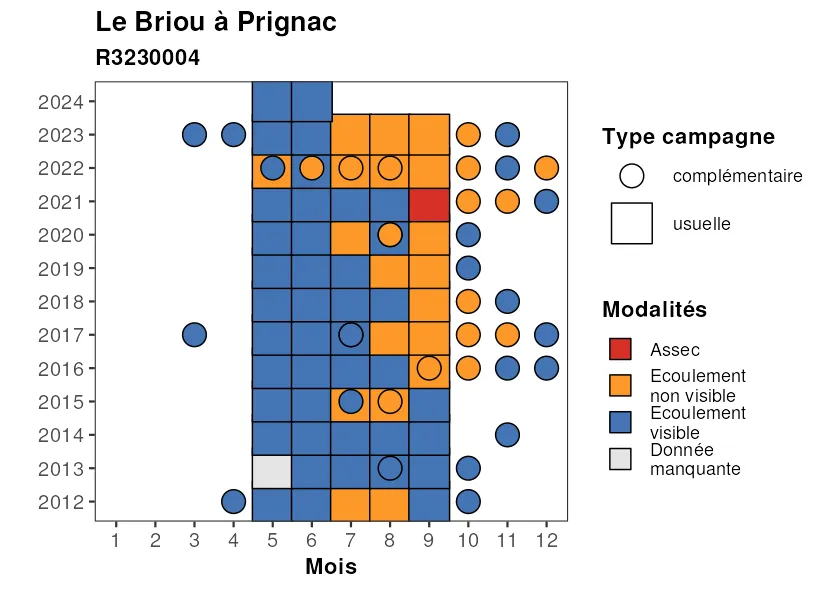 Le Briou à Prignac
R3230004
2024
2023
2022
2021
2020
2019
2018
2017
2016
2015
2014
2013
2012
1 2 3 4 5 6 7 8 9 10 11 12
Mois
Type campagne
complémentaire
usuelle
Modalités
Assec
Ecoulement
non visible
Ecoulement
visible
Donnée
manquante